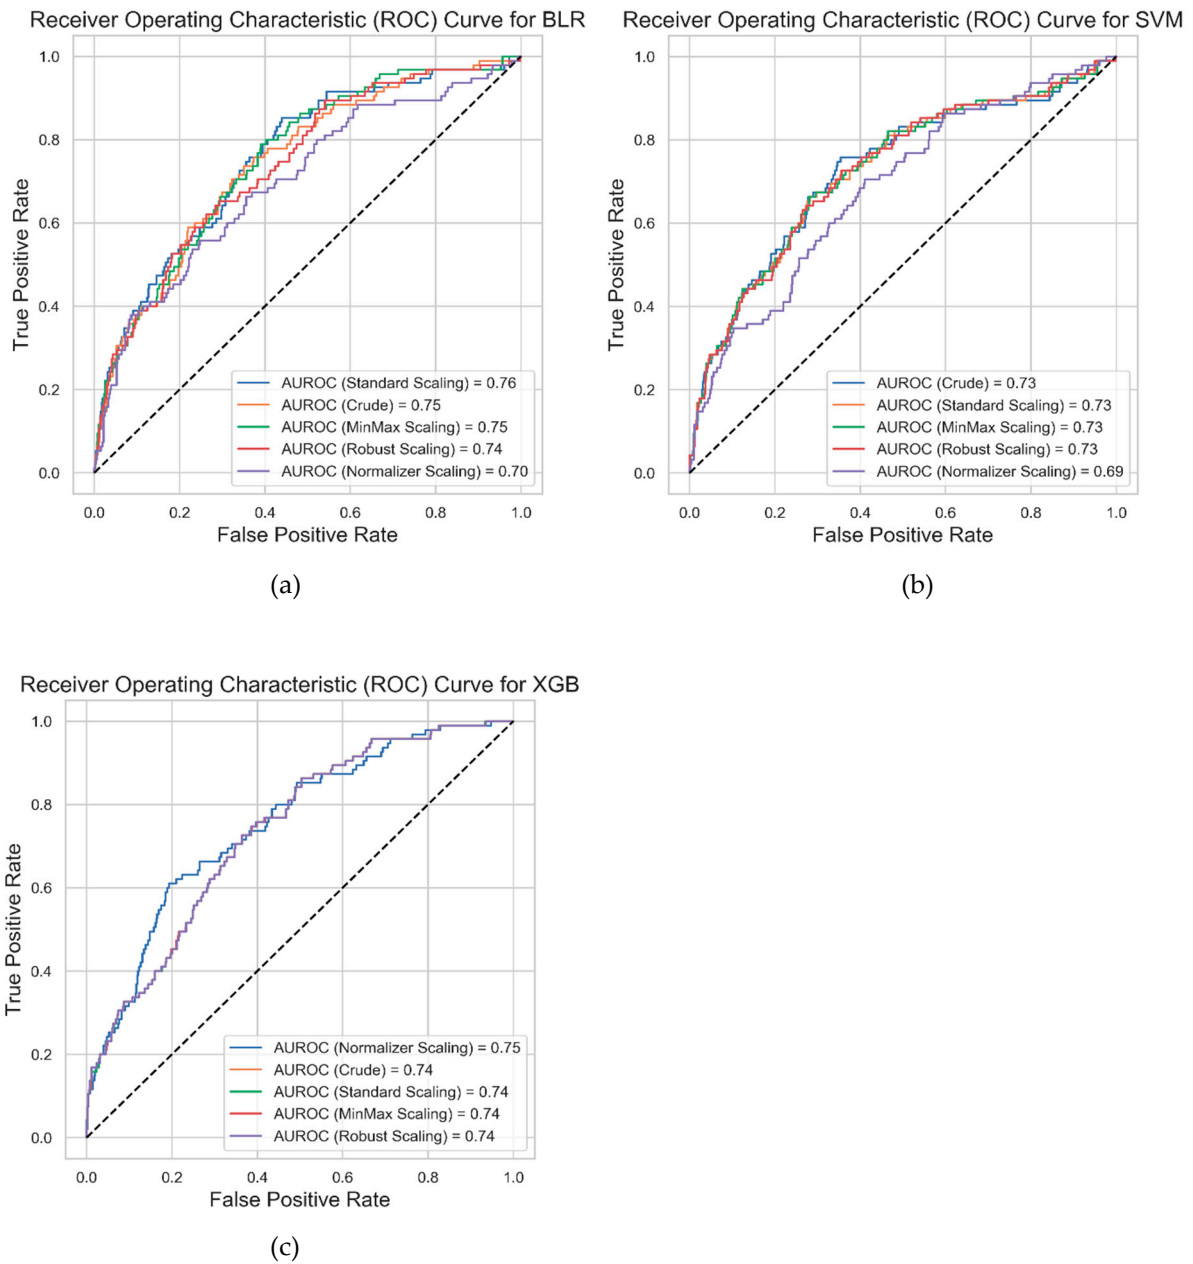 Receiver Operating Characteristic (ROC) Curve for BLR
1.0
0.8
0.6
0.4
0.2
0.0
True Positive Rate
AUROC (Standard Scaling) = 0.76
AUROC (Crude) = 0.75
AUROC (MinMax Scaling) = 0.75
AUROC (Robust Scaling) = 0.74
AUROC (Normalizer Scaling) = 0.70
0.0 0.2 0.4 0.6 0.8 1.0
False Positive Rate
(a)
Receiver Operating Characteristic (ROC) Curve for SVM
1.0
0.8
0.6
0.4
0.2
0.0
True Positive Rate
AUROC (Crude) = 0.73
AUROC (Standard Scaling) = 0.73
AUROC (MinMax Scaling) = 0.73
AUROC (Robust Scaling) = 0.73
AUROC (Normalizer Scaling) = 0.69
0.0 0.2 0.4 0.6 0.8 1.0
False Positive Rate
(b)
Receiver Operating Characteristic (ROC) Curve for XGB
1.0
0.8
0.6
0.4
0.2
0.0
True Positive Rate
AUROC (Normalizer Scaling) = 0.75
AUROC (Crude) = 0.74
AUROC (Standard Scaling) = 0.74
AUROC (MinMax Scaling) = 0.74
AUROC (Robust Scaling) = 0.74
0.0 0.2 0.4 0.6 0.8 1.0
False Positive Rate
(c)